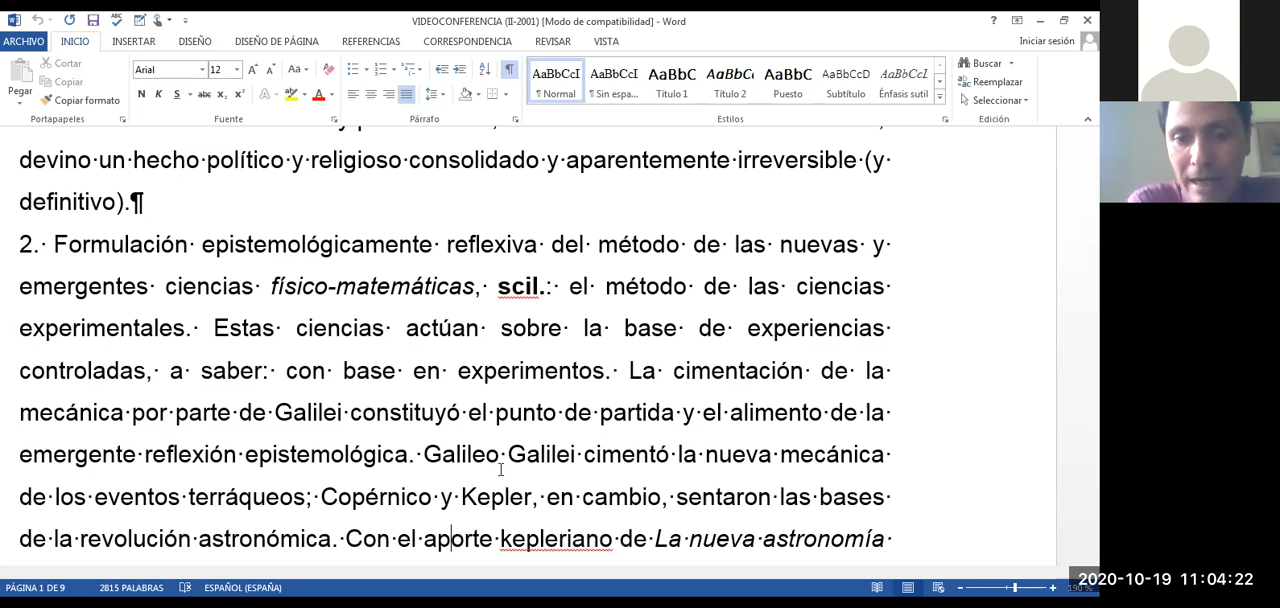 VIDEOCONFERENCIA (II-2001) [Modo de compatibilidad] - Word
ARCHIVO INICIO INSERTAR DISEÑO DISEÑO DE PÁGINA REFERENCIAS CORRESPONDENCIA REVISAR VISTA Iniciar sesión
Cortar
Copiar
Copiar formato
Pegar
Arial 12
AaBbCcI AaBbCcI AaBbC AaBbCc AaBbC AaBbCcD AaBbCcI
¶ Normal ¶ Sin espa... Título 1 Título 2 Puesto Subtítulo Énfasis sutil
Buscar
Reemplazar
Seleccionar
Portapapeles Fuente Párrafo Estilos Edición
devino un hecho político y religioso consolidado y aparentemente irreversible (y
definitivo).¶
2. Formulación epistemológicamente reflexiva del método de las nuevas y
emergentes ciencias físico-matemáticas, scil.: el método de las ciencias
experimentales. Estas ciencias actúan sobre la base de experiencias
controladas, a saber: con base en experimentos. La cimentación de la
mecánica por parte de Galilei constituyó el punto de partida y el alimento de la
emergente reflexión epistemológica. Galileo Galilei cimentó la nueva mecánica
de los eventos terráqueos; Copérnico y Kepler, en cambio, sentaron las bases
de la revolución astronómica. Con el aporte kepleriano de La nueva astronomía
PÁGINA 1 DE 9 2815 PALABRAS ESPAÑOL (ESPAÑA) 190 %
2020-10-19 11:04:22